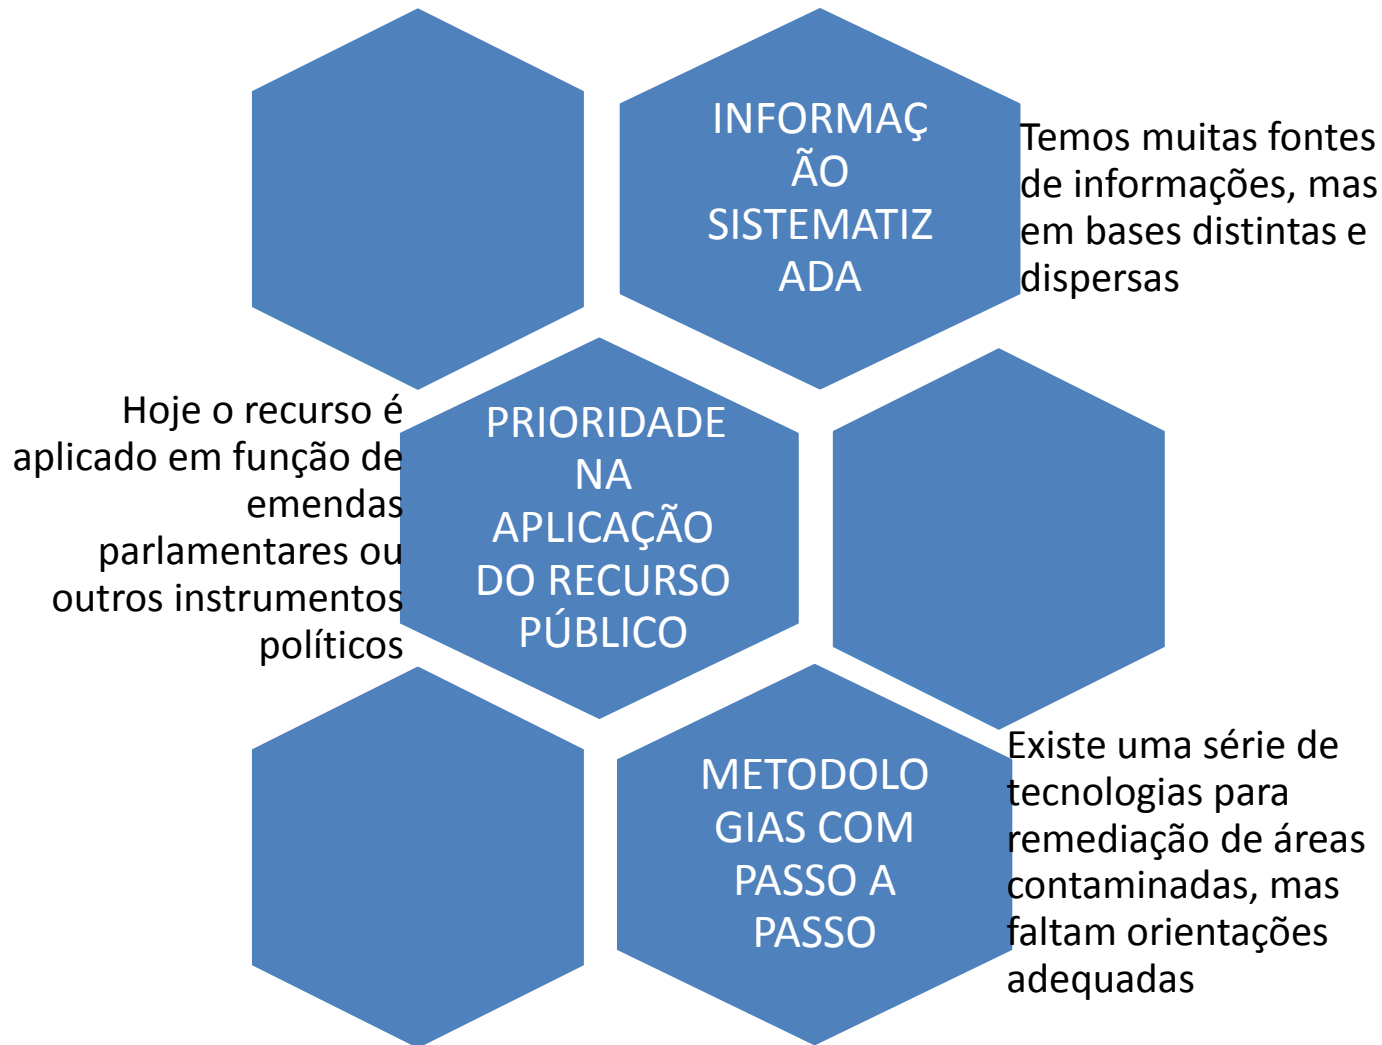 INFORMAÇ
ÃO
SISTEMATIZ
ADA
Temos muitas fontes
de informações, mas
em bases distintas e
dispersas
Hoje o recurso é
aplicado em função de
emendas
parlamentares ou
outros instrumentos
políticos
PRIORIDADE
NA
APLICAÇÃO
DO RECURSO
PÚBLICO
METODOLO
GIAS COM
PASSO A
PASSO
Existe uma série de
tecnologias para
remediação de áreas
contaminadas, mas
faltam orientações
adequadas